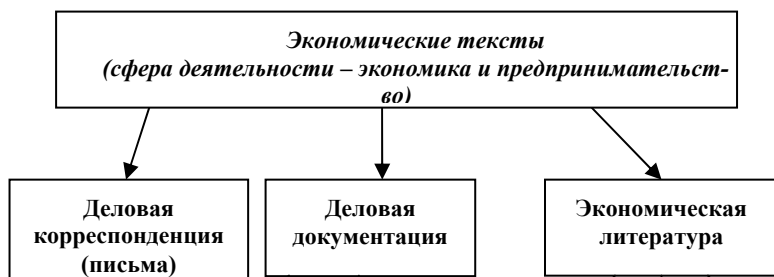 Экономические тексты
(сфера деятельности – экономика и предпринимательст-
во)
Деловая
корреспонденция
(письма)
Деловая
документация
Экономическая
литература